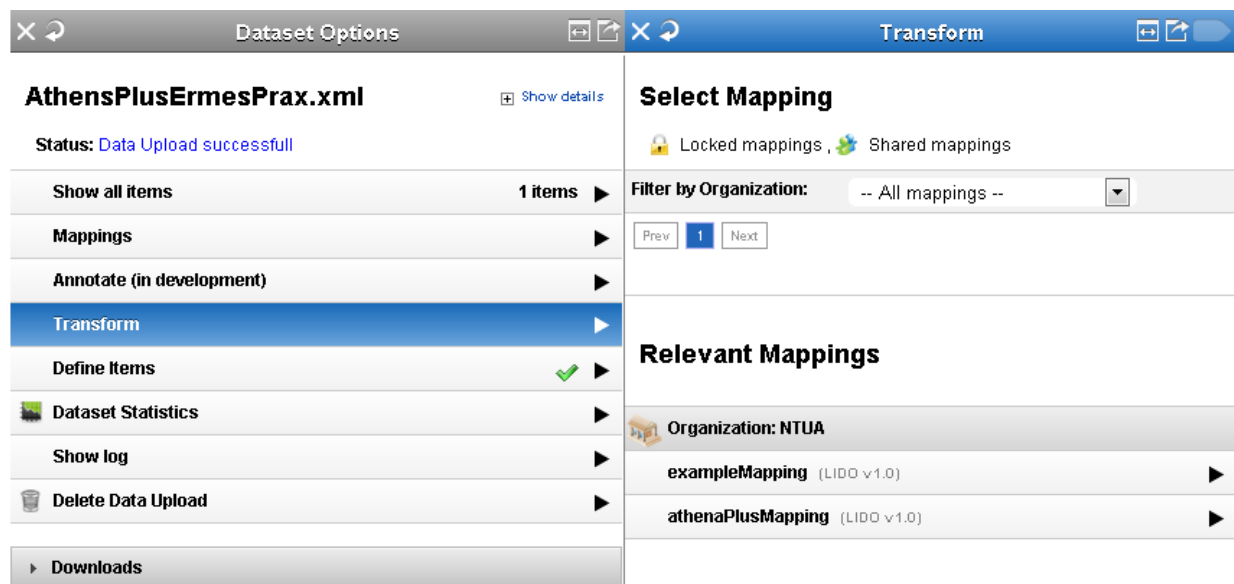 Dataset Options
AthensPlusErmesPrax.xml
Show details
Status: Data Upload successfull
Show all items 1 items
Mappings
Annotate (in development)
Transform
Define Items
Dataset Statistics
Show log
Delete Data Upload
Downloads
Transform
Select Mapping
Locked mappings , Shared mappings
Filter by Organization: -- All mappings --
Prev 1 Next
Relevant Mappings
Organization: NTUA
exampleMapping (LIDO v1.0)
athenaPlusMapping (LIDO v1.0)